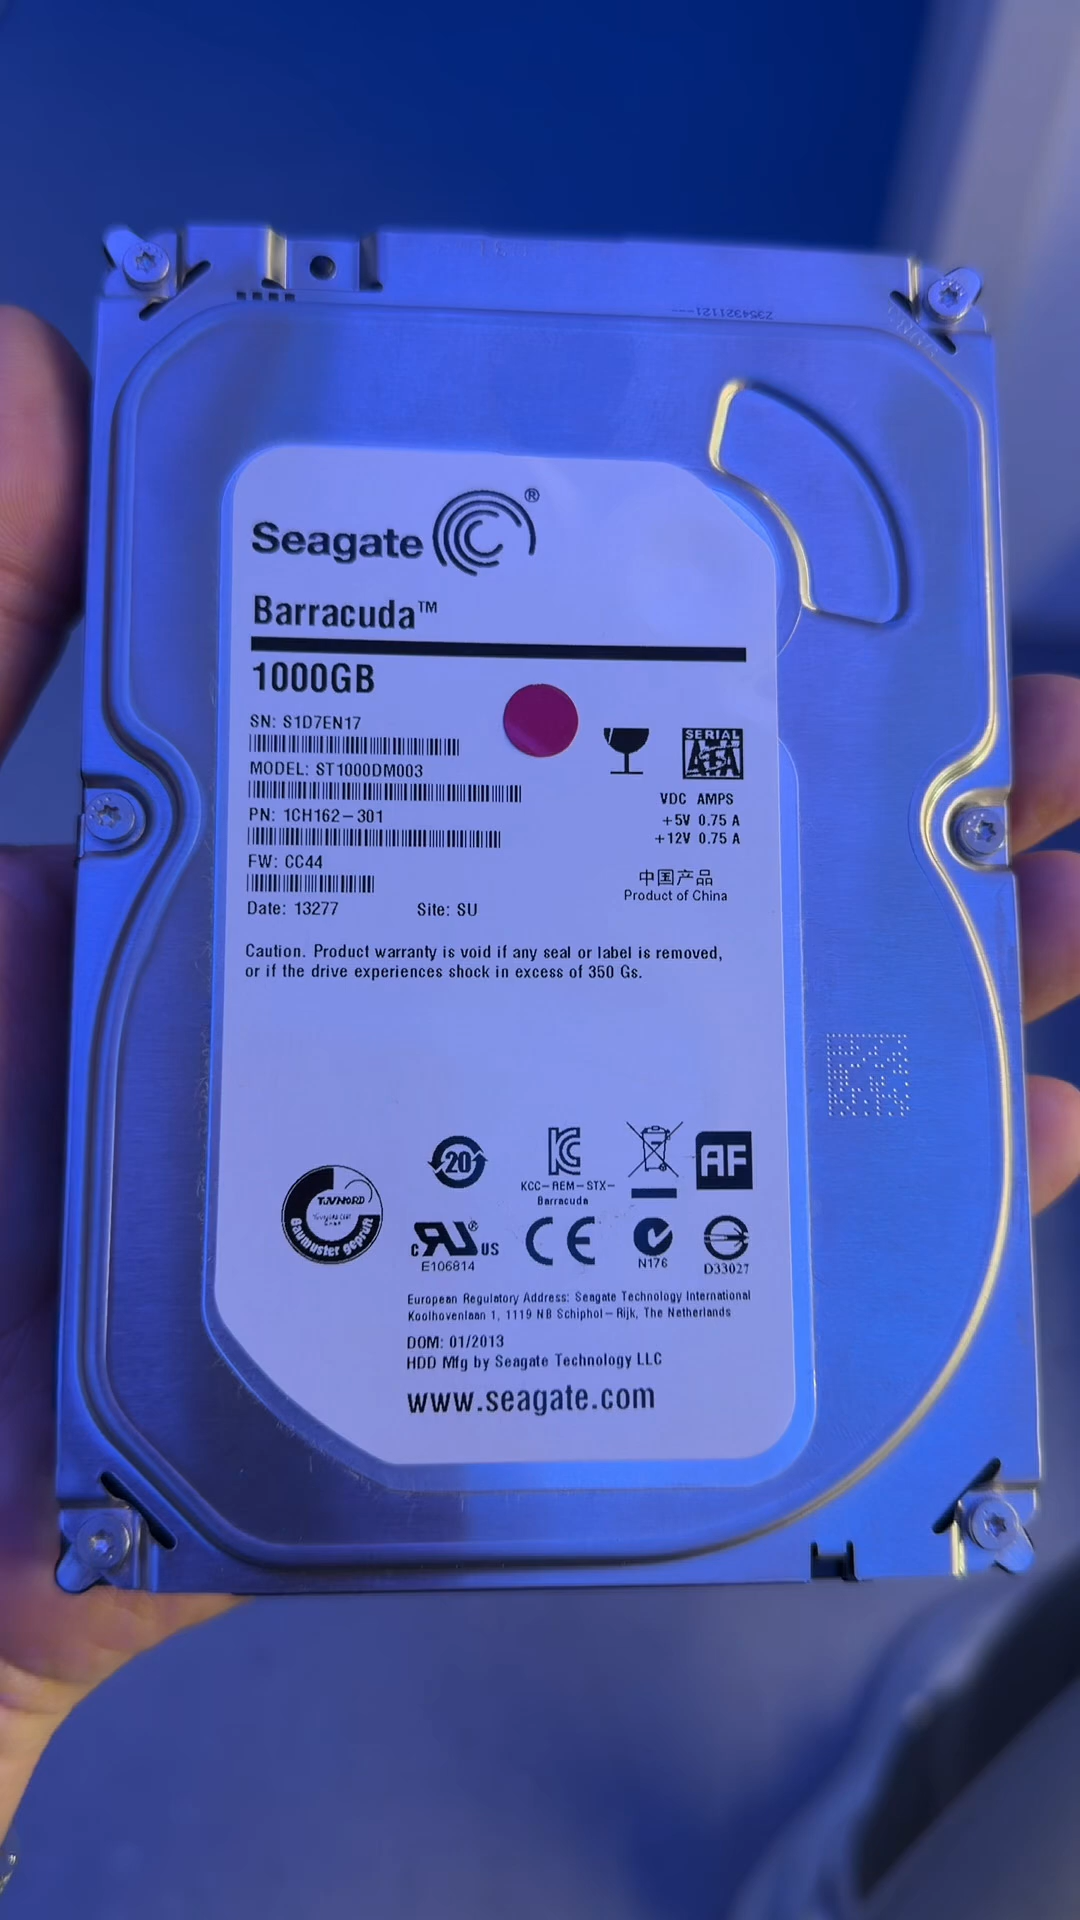 Z3549321121---
Seagate®
Barracuda™
1000GB
SN: S1D7EN17
MODEL: ST1000DM003
PN: 1CH162-301
FW: CC44
Date: 13277 Site: SU
SERIAL
ATA
VDC AMPS
+5V 0.75 A
+12V 0.75 A
中国产品
Product of China
Caution. Product warranty is void if any seal or label is removed,
or if the drive experiences shock in excess of 350 Gs.
TÜV NORD
Baumuster geprüft
20
KCC-REM-STX-
Barracuda
AF
c RU® US
E106814
CE
N176
D33027
European Regulatory Address: Seagate Technology International
Koolhovenlaan 1, 1119 NB Schiphol-Rijk, The Netherlands
DOM: 01/2013
HDD Mfg by Seagate Technology LLC
www.seagate.com